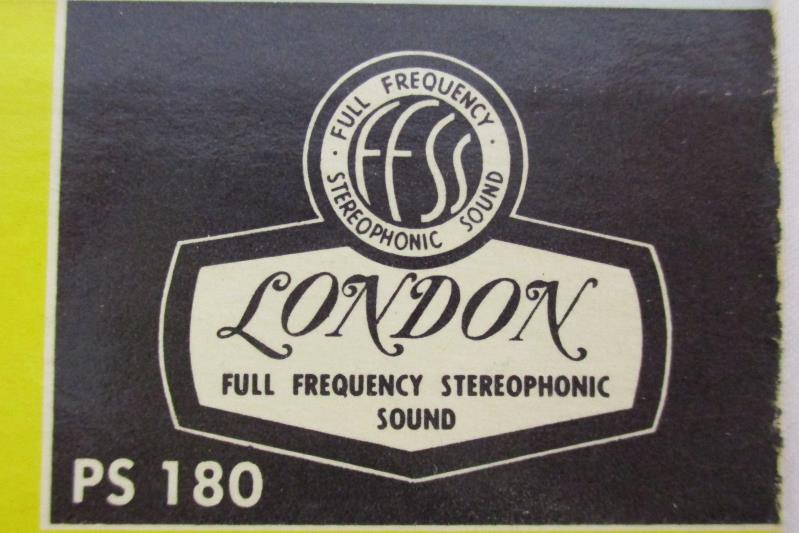 FULL FREQUENCY
FFSS
STEREOPHONIC SOUND
LONDON
FULL FREQUENCY STEREOPHONIC
SOUND
PS 180